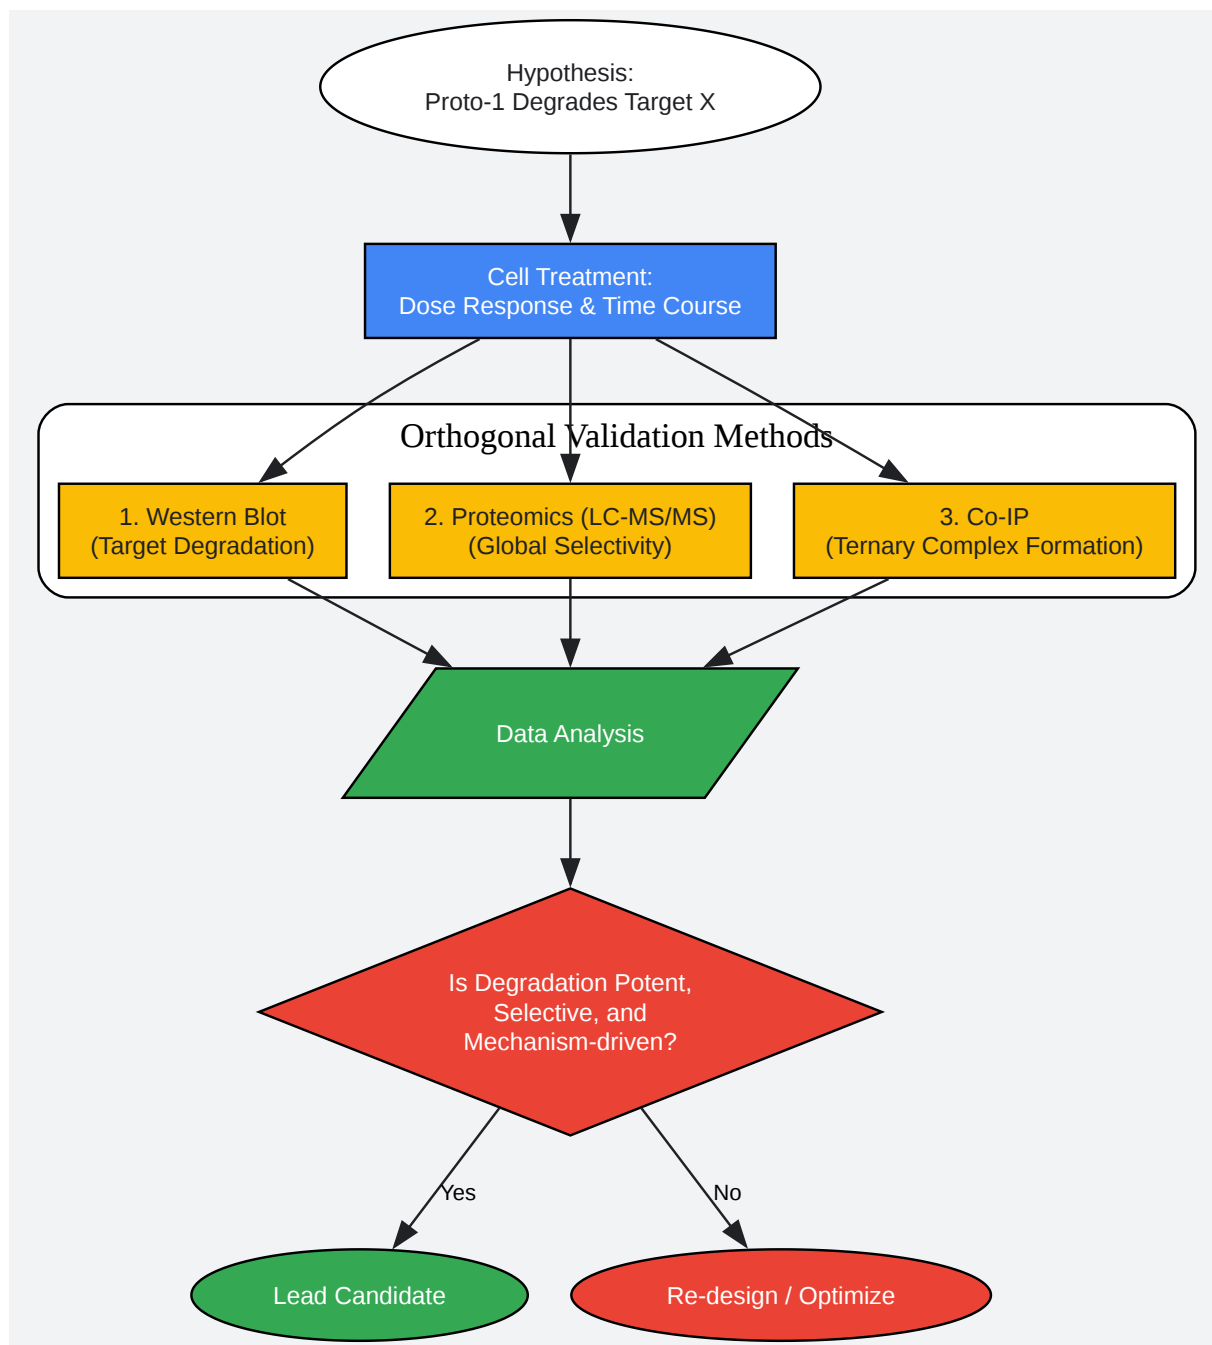 Hypothesis:
Proto-1 Degrades Target X
Cell Treatment:
Dose Response & Time Course
Orthogonal Validation Methods
1. Western Blot
(Target Degradation)
2. Proteomics (LC-MS/MS)
(Global Selectivity)
3. Co-IP
(Ternary Complex Formation)
Data Analysis
Is Degradation Potent,
Selective, and
Mechanism-driven?
Yes
No
Lead Candidate
Re-design / Optimize